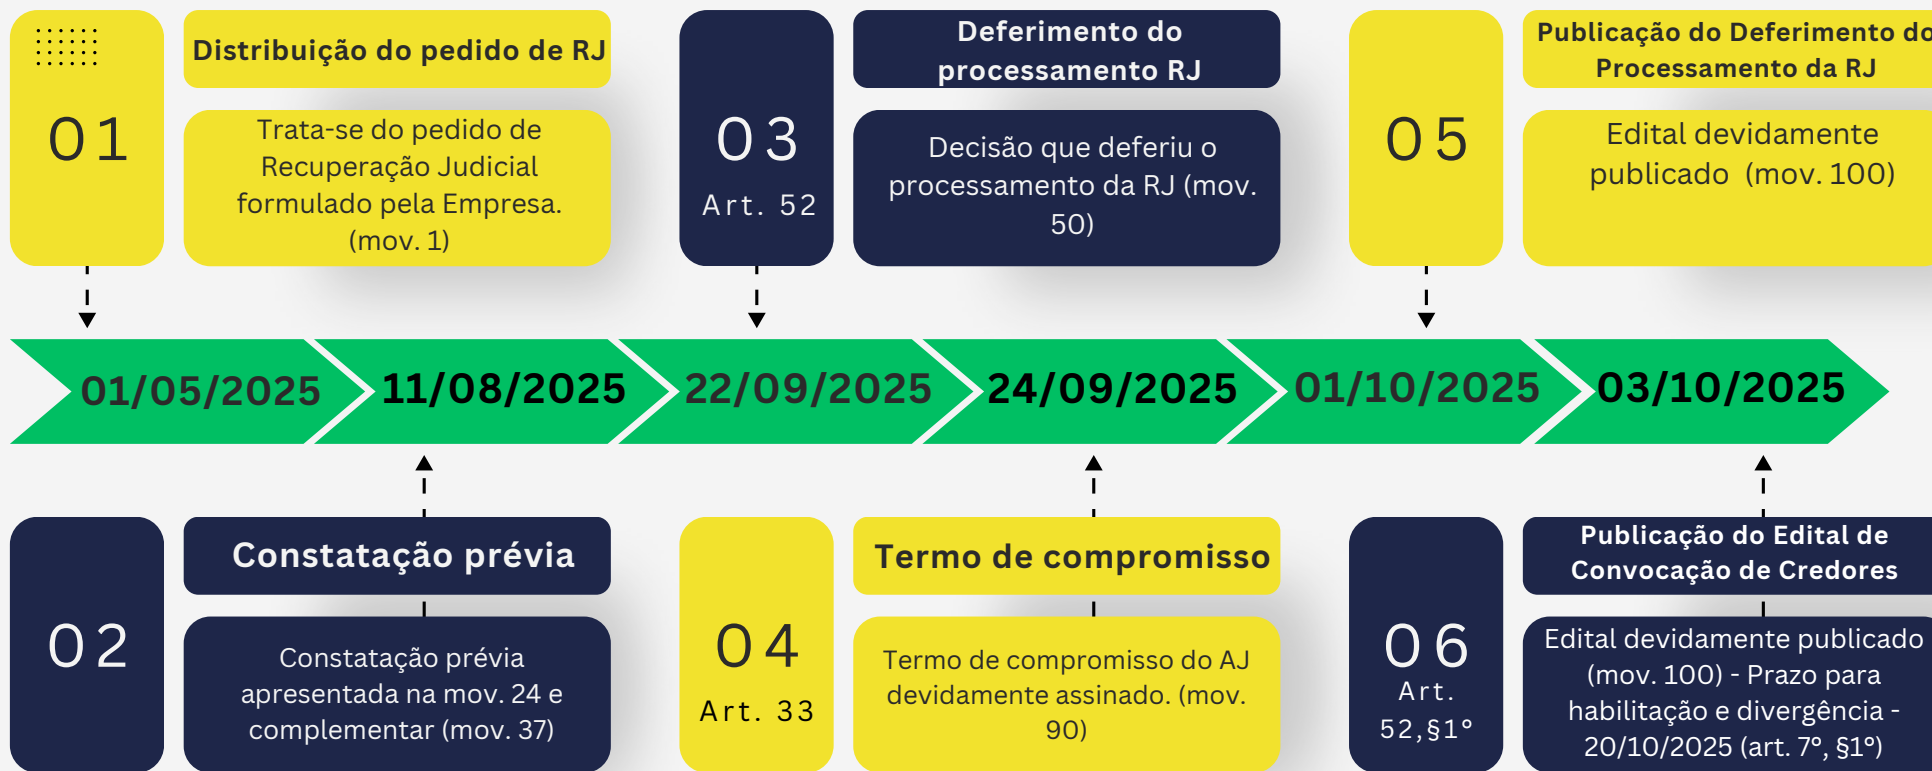 01
Distribuição do pedido de RJ
Trata-se do pedido de
Recuperação Judicial
formulado pela Empresa.
(mov. 1)
03
Art. 52
Deferimento do
processamento RJ
Decisão que deferiu o
processamento da RJ (mov.
50)
05
Publicação do Deferimento do
Processamento da RJ
Edital devidamente
publicado (mov. 100)
01/05/2025
11/08/2025
22/09/2025
24/09/2025
01/10/2025
03/10/2025
02
Constatação prévia
Constatação prévia
apresentada na mov. 24 e
complementar (mov. 37)
04
Art. 33
Termo de compromisso
Termo de compromisso do AJ
devidamente assinado. (mov.
90)
06
Art.
52,§1º
Publicação do Edital de
Convocação de Credores
Edital devidamente publicado
(mov. 100) - Prazo para
habilitação e divergência -
20/10/2025 (art. 7º, §1º)